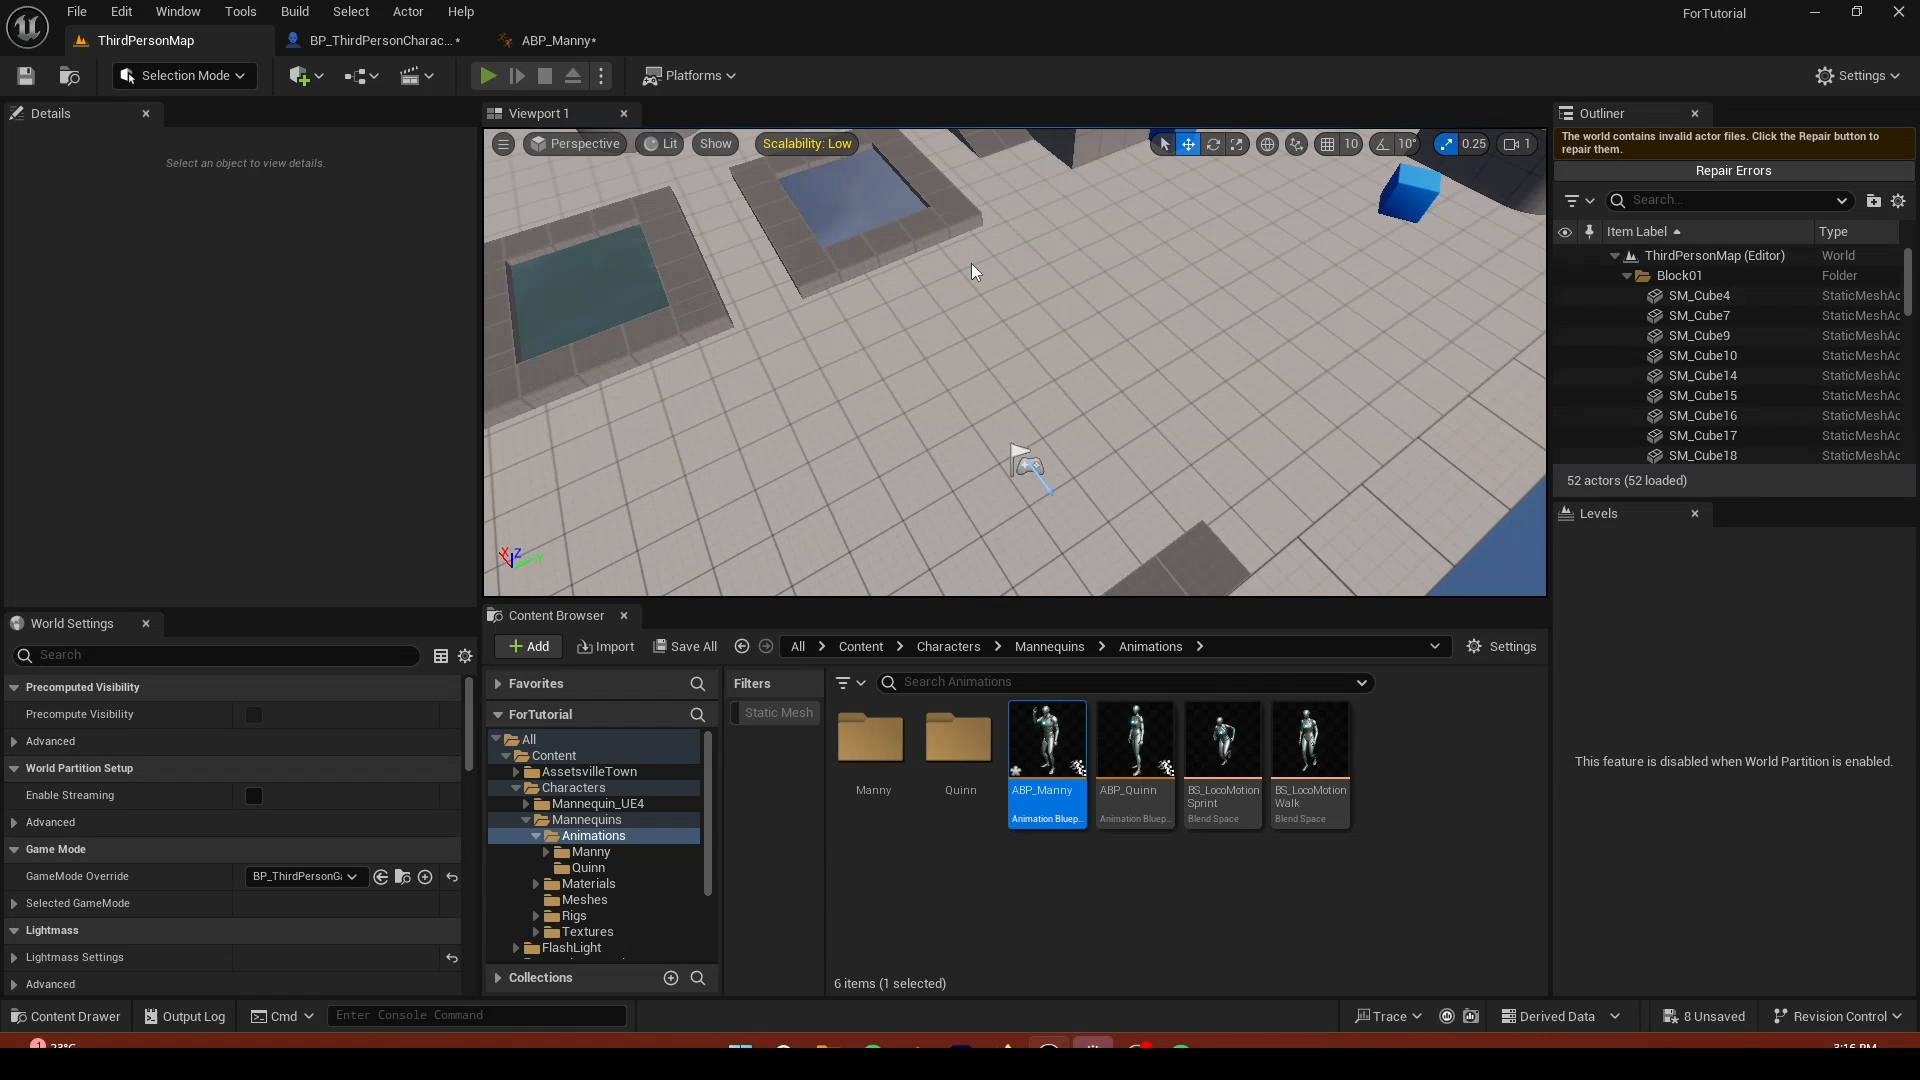 File Edit Window Tools Build Select Actor Help
ForTutorial
ThirdPersonMap
BP_ThirdPersonCharac...*
ABP_Manny*
Selection Mode
Platforms
Settings
Details
Select an object to view details.
Viewport 1
Perspective
Lit
Show
Scalability: Low
10
10°
0.25
1
X Z Y
Outliner
The world contains invalid actor files. Click the Repair button to
repair them.
Repair Errors
Search...
Item Label
Type
ThirdPersonMap (Editor) World
Block01 Folder
SM_Cube4 StaticMeshAc
SM_Cube7 StaticMeshAc
SM_Cube9 StaticMeshAc
SM_Cube10 StaticMeshAc
SM_Cube14 StaticMeshAc
SM_Cube15 StaticMeshAc
SM_Cube16 StaticMeshAc
SM_Cube17 StaticMeshAc
SM_Cube18 StaticMeshAc
52 actors (52 loaded)
Levels
This feature is disabled when World Partition is enabled.
World Settings
Search
Precomputed Visibility
Precompute Visibility
Advanced
World Partition Setup
Enable Streaming
Advanced
Game Mode
GameMode Override
BP_ThirdPersonGa
Selected GameMode
Lightmass
Lightmass Settings
Advanced
Content Browser
Add
Import
Save All
All > Content > Characters > Mannequins > Animations >
Settings
Favorites
ForTutorial
All
Content
AssetsvilleTown
Characters
Mannequin_UE4
Mannequins
Animations
Manny
Quinn
Materials
Meshes
Rigs
Textures
FlashLight
Collections
Filters
Static Mesh
Search Animations
Manny
Quinn
ABP_Manny
Animation Bluep...
ABP_Quinn
Animation Bluep...
BS_LocoMotion
Sprint
Blend Space
BS_LocoMotion
Walk
Blend Space
6 items (1 selected)
Content Drawer
Output Log
Cmd
Enter Console Command
Trace
Derived Data
8 Unsaved
Revision Control
1
23°C
3:16 PM